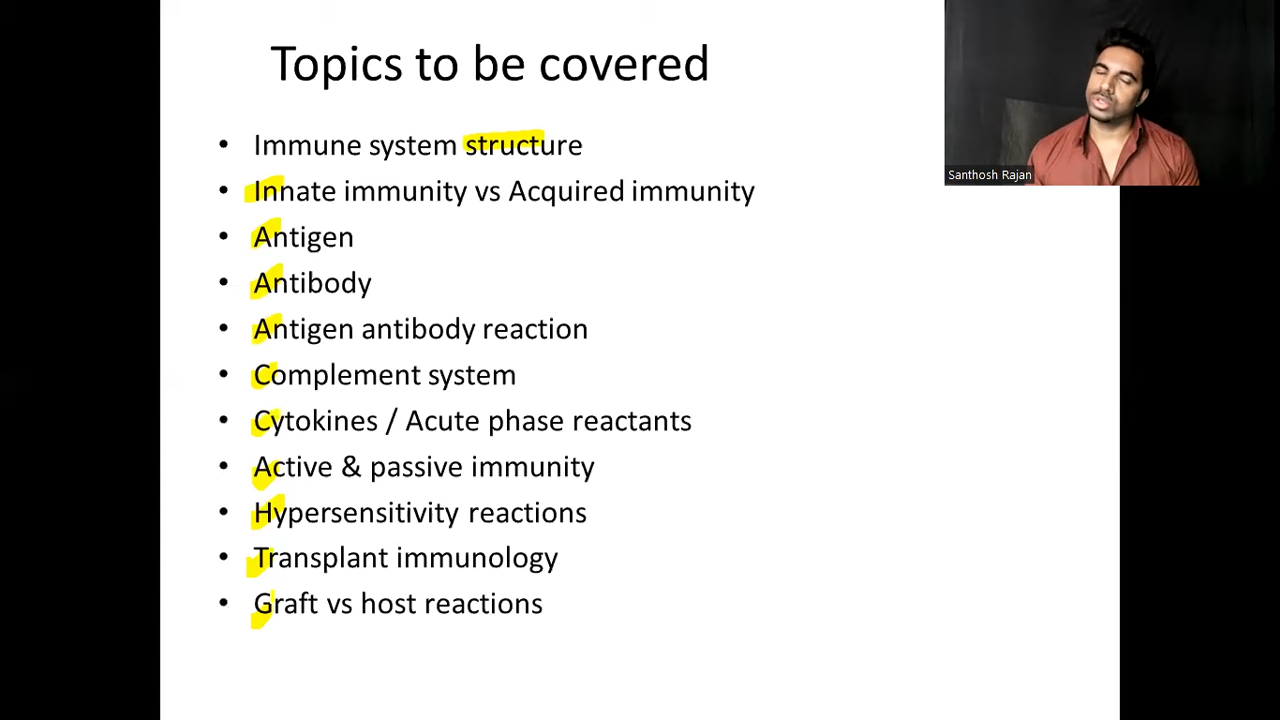 Topics to be covered
• Immune system structure
• Innate immunity vs Acquired immunity
• Antigen
• Antibody
• Antigen antibody reaction
• Complement system
• Cytokines / Acute phase reactants
• Active & passive immunity
• Hypersensitivity reactions
• Transplant immunology
• Graft vs host reactions
Santhosh Rajan